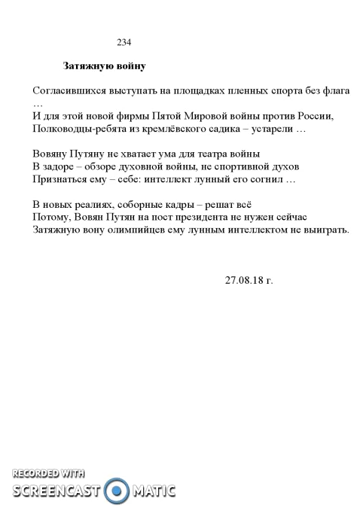 234
Затяжную войну
Согласившихся выступать на площадках пленных спорта без флага
…
И для этой новой фирмы Пятой Мировой войны против России,
Полководцы-ребята из кремлёвского садика – устарели …
Вовяну Путяну не хватает ума для театра войны
В задоре – обзоре духовной войны, не спортивной духов
Признаться ему – себе: интеллект лунный его согнил …
В новых реалиях, соборные кадры – решат всё
Потому, Вовян Путян на пост президента не нужен сейчас
Затяжную вону олимпийцев ему лунным интеллектом не выиграть.
27.08.18 г.
RECORDED WITH
SCREENCAST MATIC